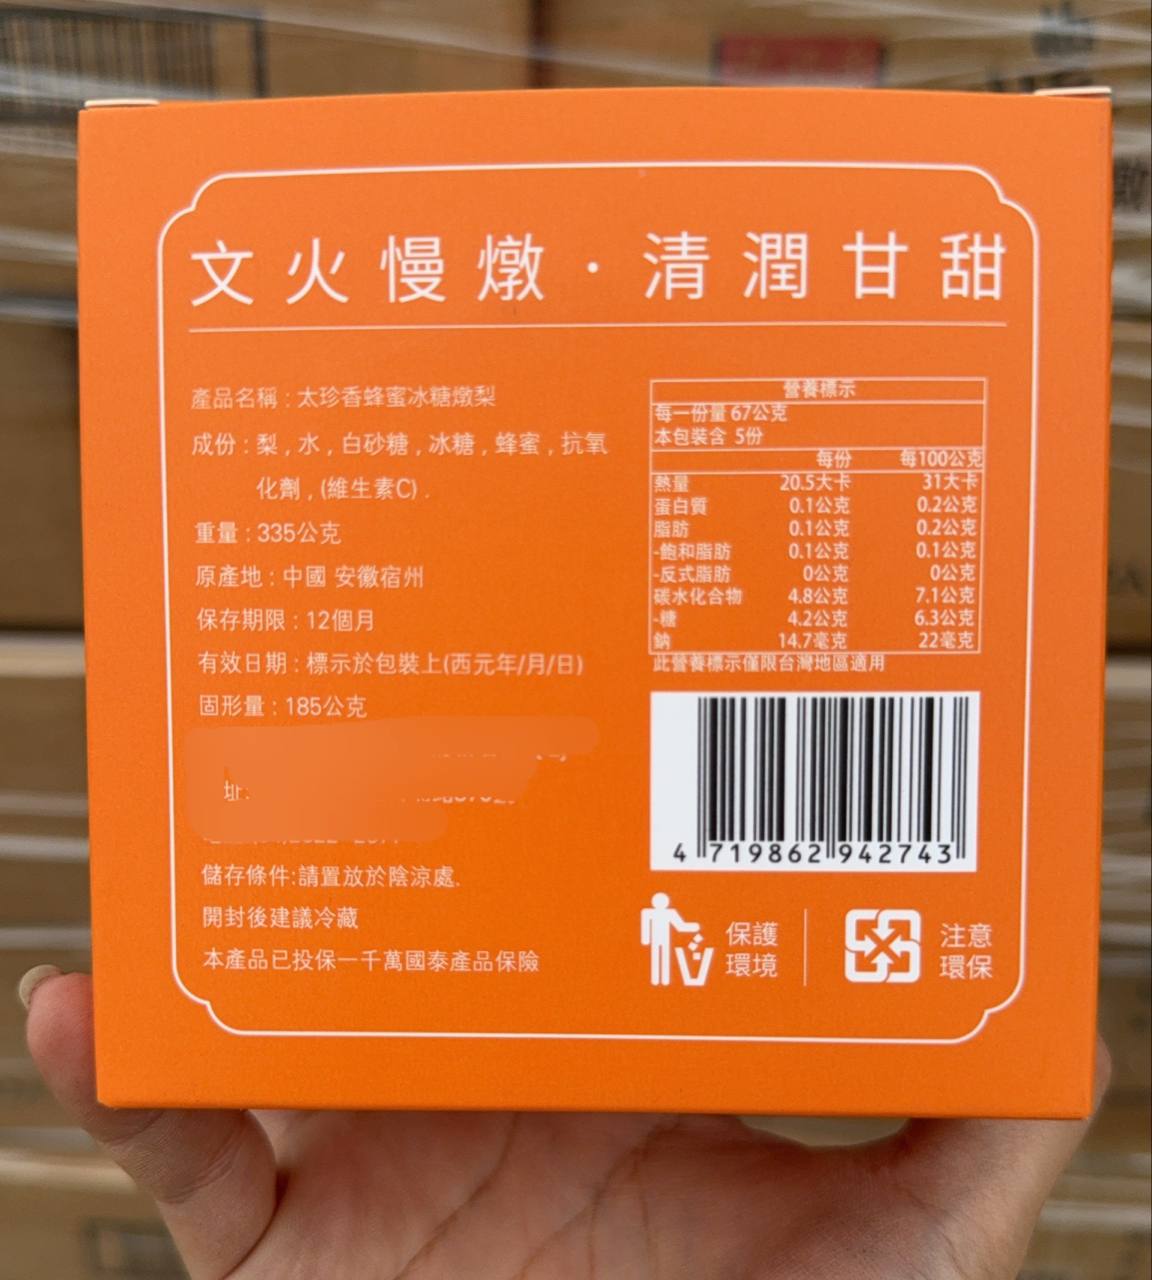 文火慢燉·清潤甘甜
產品名稱：太珍香蜂蜜冰糖燉梨
成份：梨，水，白砂糖，冰糖，蜂蜜，抗氧
化劑，(維生素C).
重量：335公克
原產地：中國 安徽宿州
保存期限：12個月
有效日期：標示於包裝上(西元年/月/日)
固形量：185公克
址:
儲存條件:請置放於陰涼處.
開封後建議冷藏
本產品已投保一千萬國泰產品保險
營養標示
每一份量 67公克
本包裝含 5份
每份 每100公克
熱量 20.5大卡 31大卡
蛋白質 0.1公克 0.2公克
脂肪 0.1公克 0.2公克
-飽和脂肪 0.1公克 0.1公克
-反式脂肪 0公克 0公克
碳水化合物 4.8公克 7.1公克
-糖 4.2公克 6.3公克
鈉 14.7毫克 22毫克
此營養標示僅限台灣地區適用
4 719862 942743
保護
環境
注意
環保